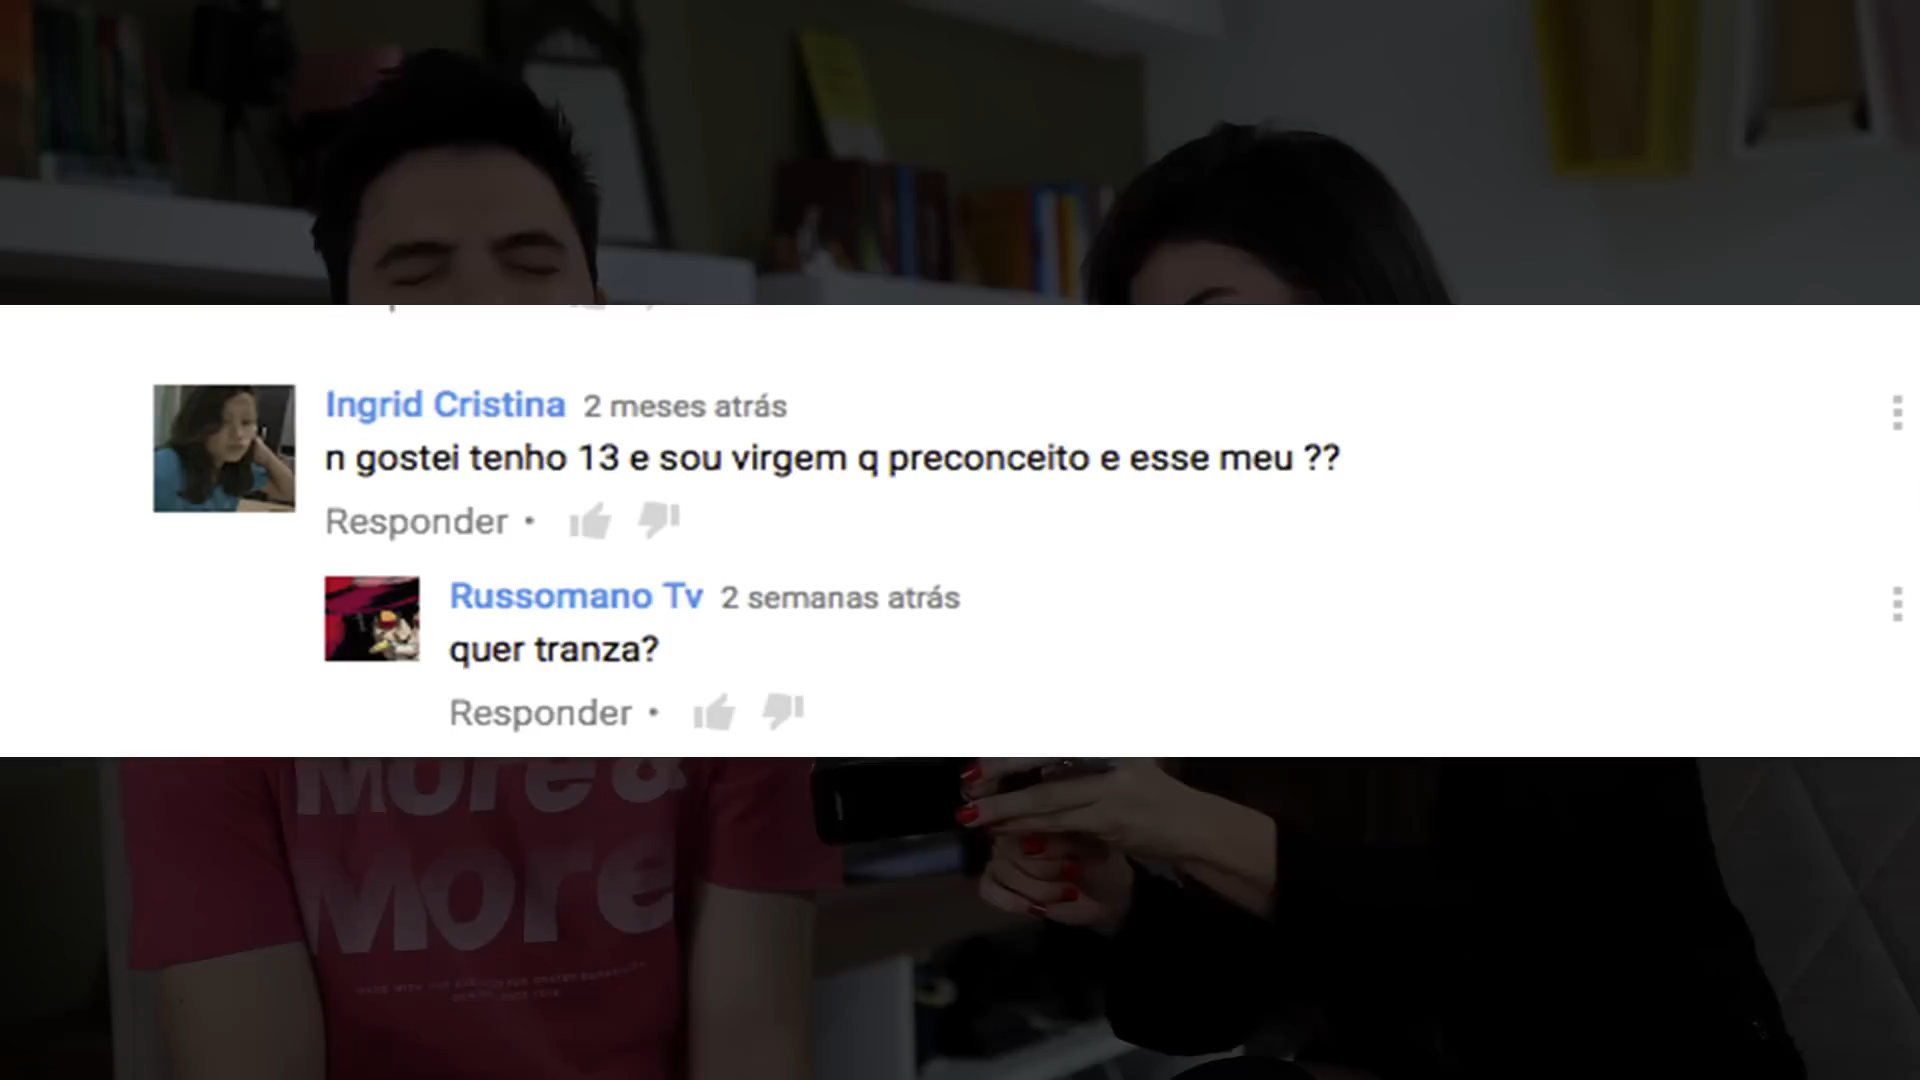 Ingrid Cristina 2 meses atrás
n gostei tenho 13 e sou virgem q preconceito e esse meu ??
Responder •
Russomano Tv 2 semanas atrás
quer tranza?
Responder •
More &
More